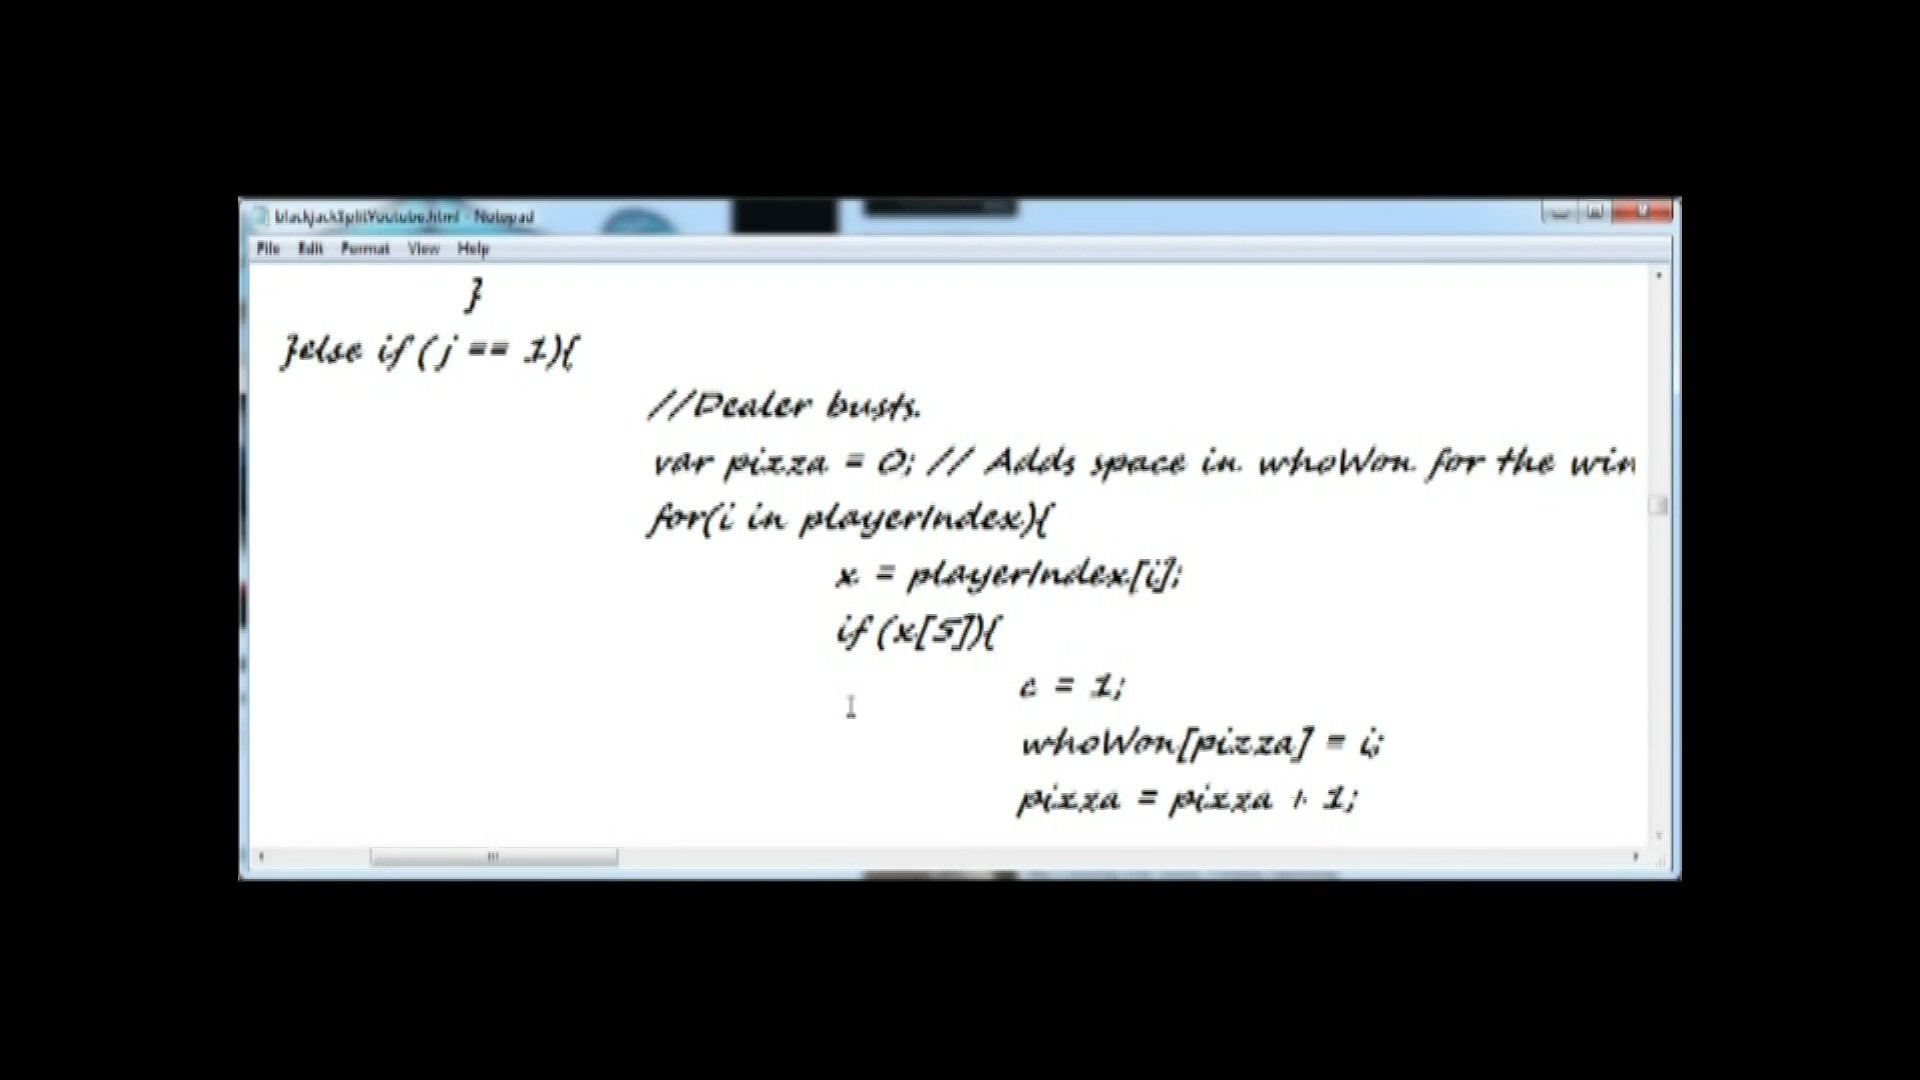 blackjackSplitYoutube.html - Notepad
File Edit Format View Help
}
}else if (j == 1){
//Dealer busts.
var pizza = 0; // Adds space in whoWon for the win
for(i in playerIndex){
x = playerIndex[i];
if (x[5]){
c = 1;
whoWon[pizza] = i;
pizza = pizza + 1;